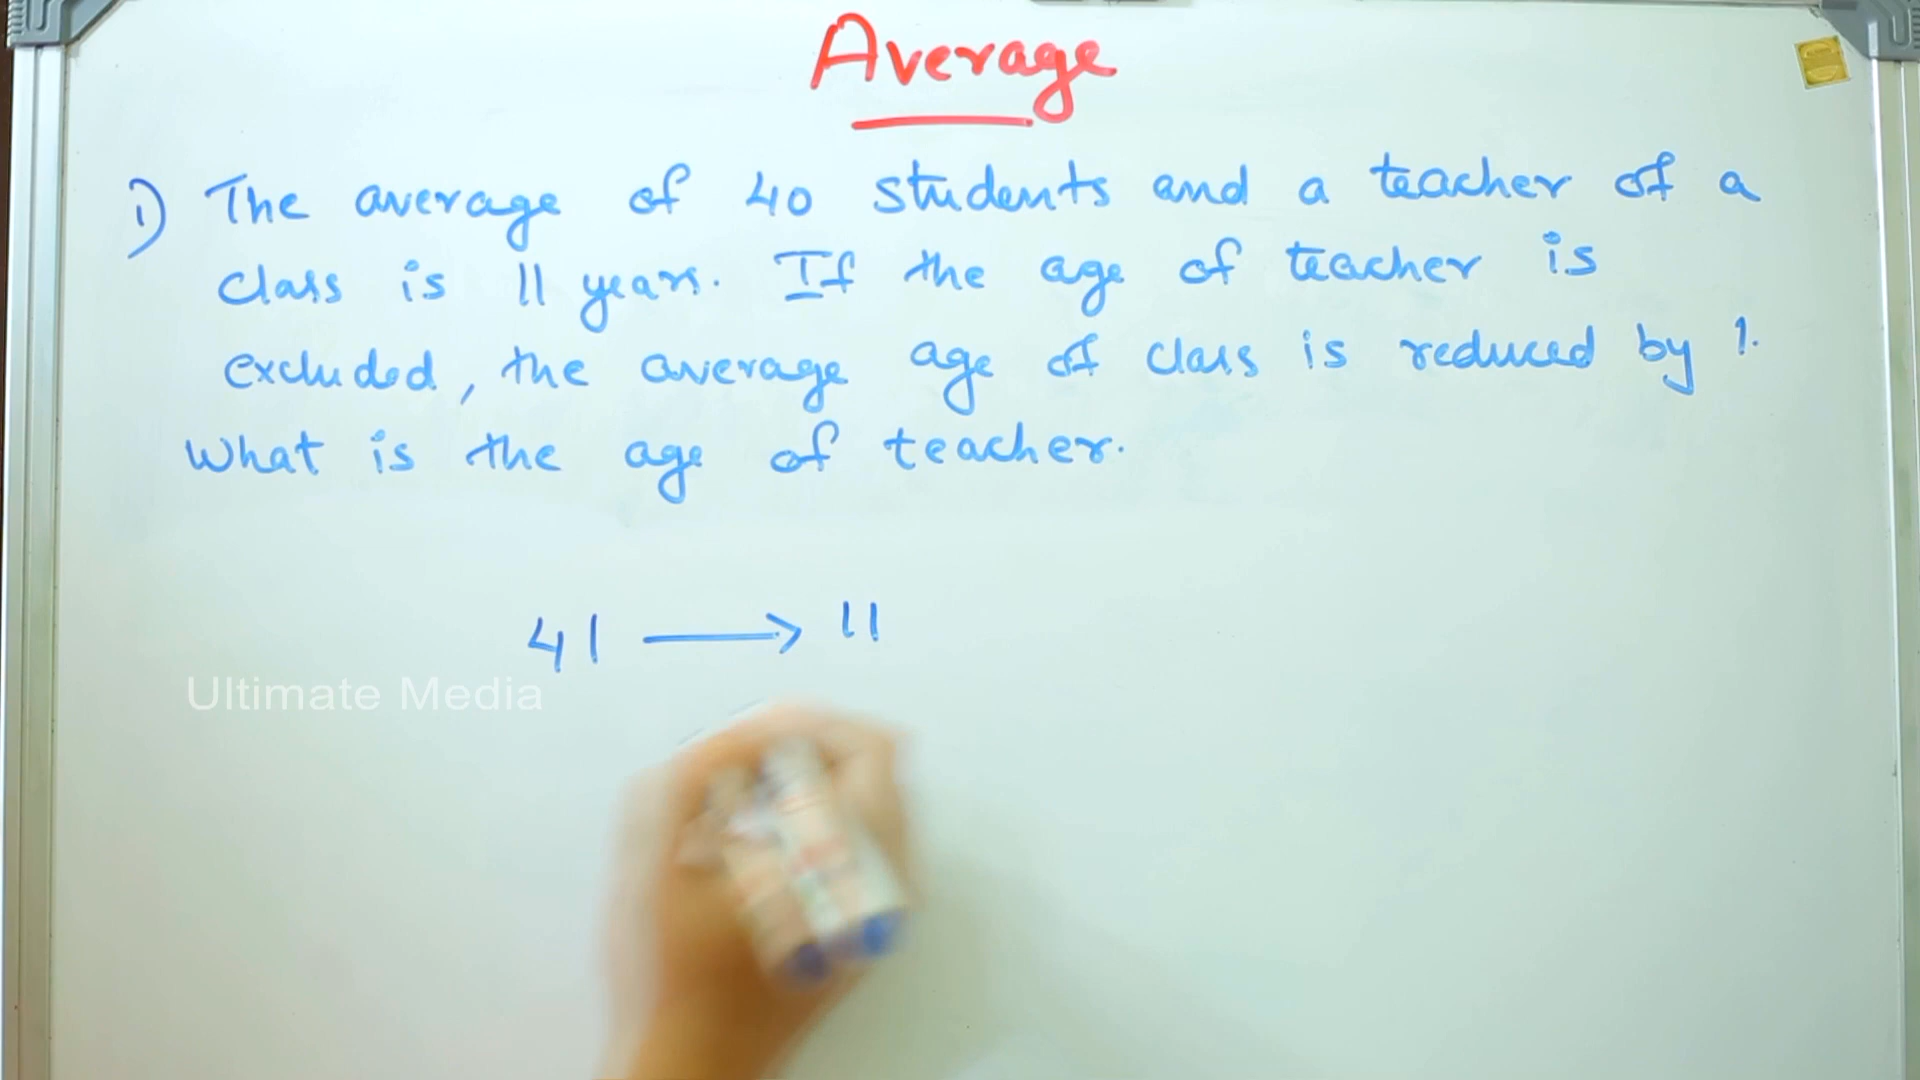 Average
1) The average of 40 students and a teacher of a
class is 11 years. If the age of teacher is
excluded, the average age of class is reduced by 1.
What is the age of teacher.
41 → 11
Ultimate Media